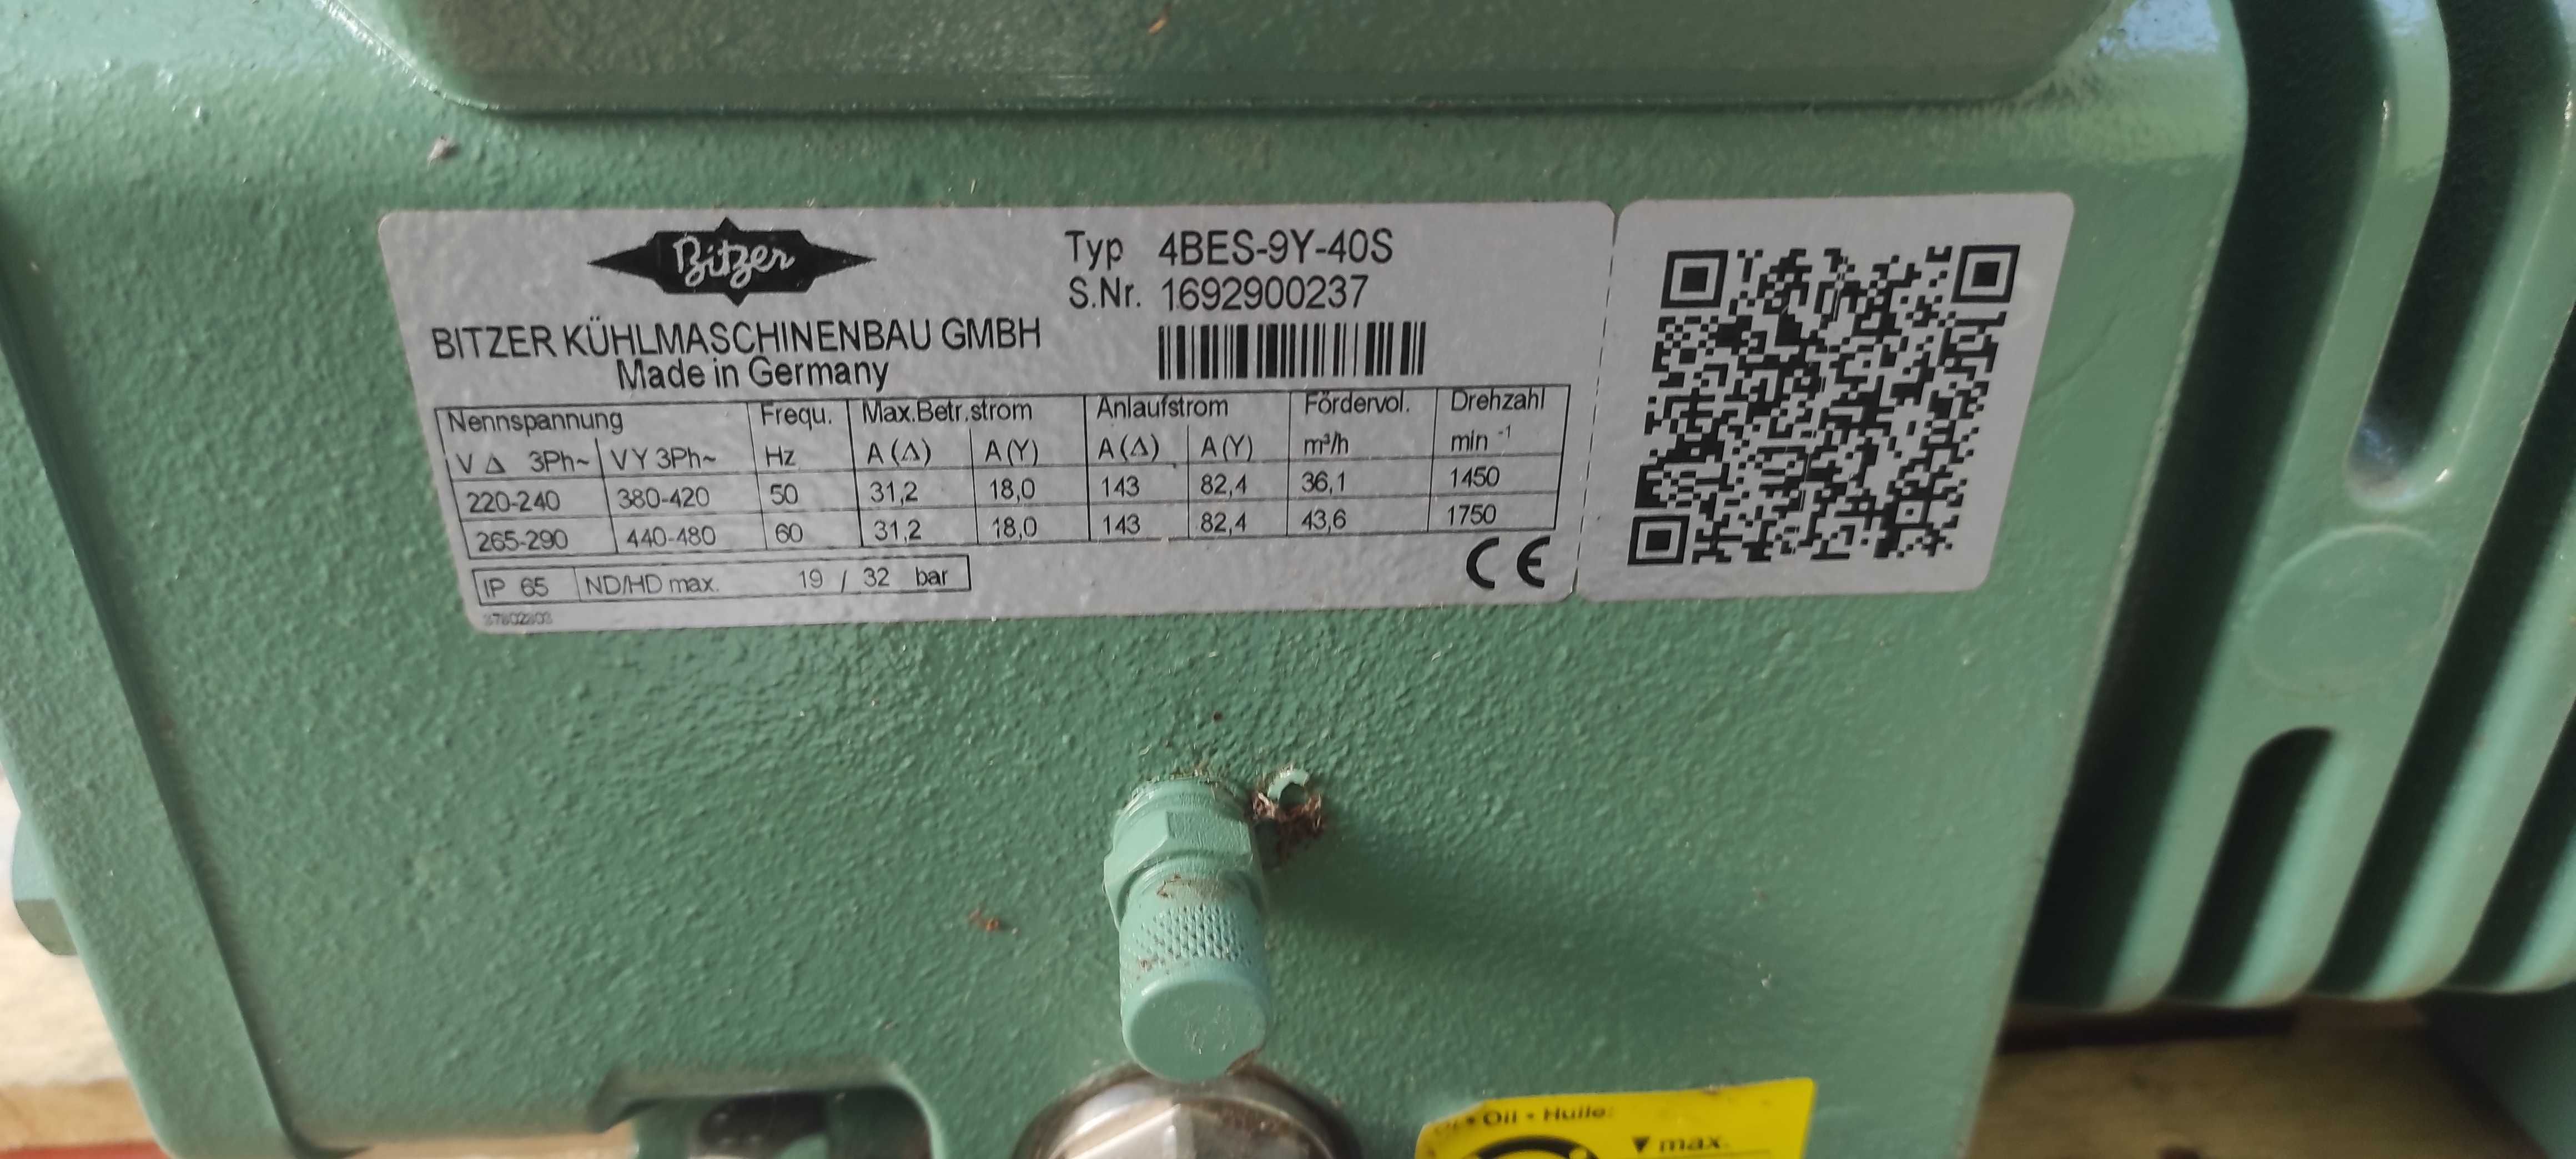 Bitzer
BITZER KÜHLMASCHINENBAU GMBH
Made in Germany
Typ 4BES-9Y-40S
S.Nr. 1692900237
Nennspannung Frequ. Max.Betr.strom Anlaufstrom Fördervol. Drehzahl
V Δ 3Ph~ V Y 3Ph~ Hz A (Δ) A (Y) A (Δ) A (Y) m³/h min ⁻¹
220-240 380-420 50 31,2 18,0 143 82,4 36,1 1450
265-290 440-480 60 31,2 18,0 143 82,4 43,6 1750
IP 65 ND/HD max. 19 / 32 bar
CE
• Oil • Huile:
▼ max.